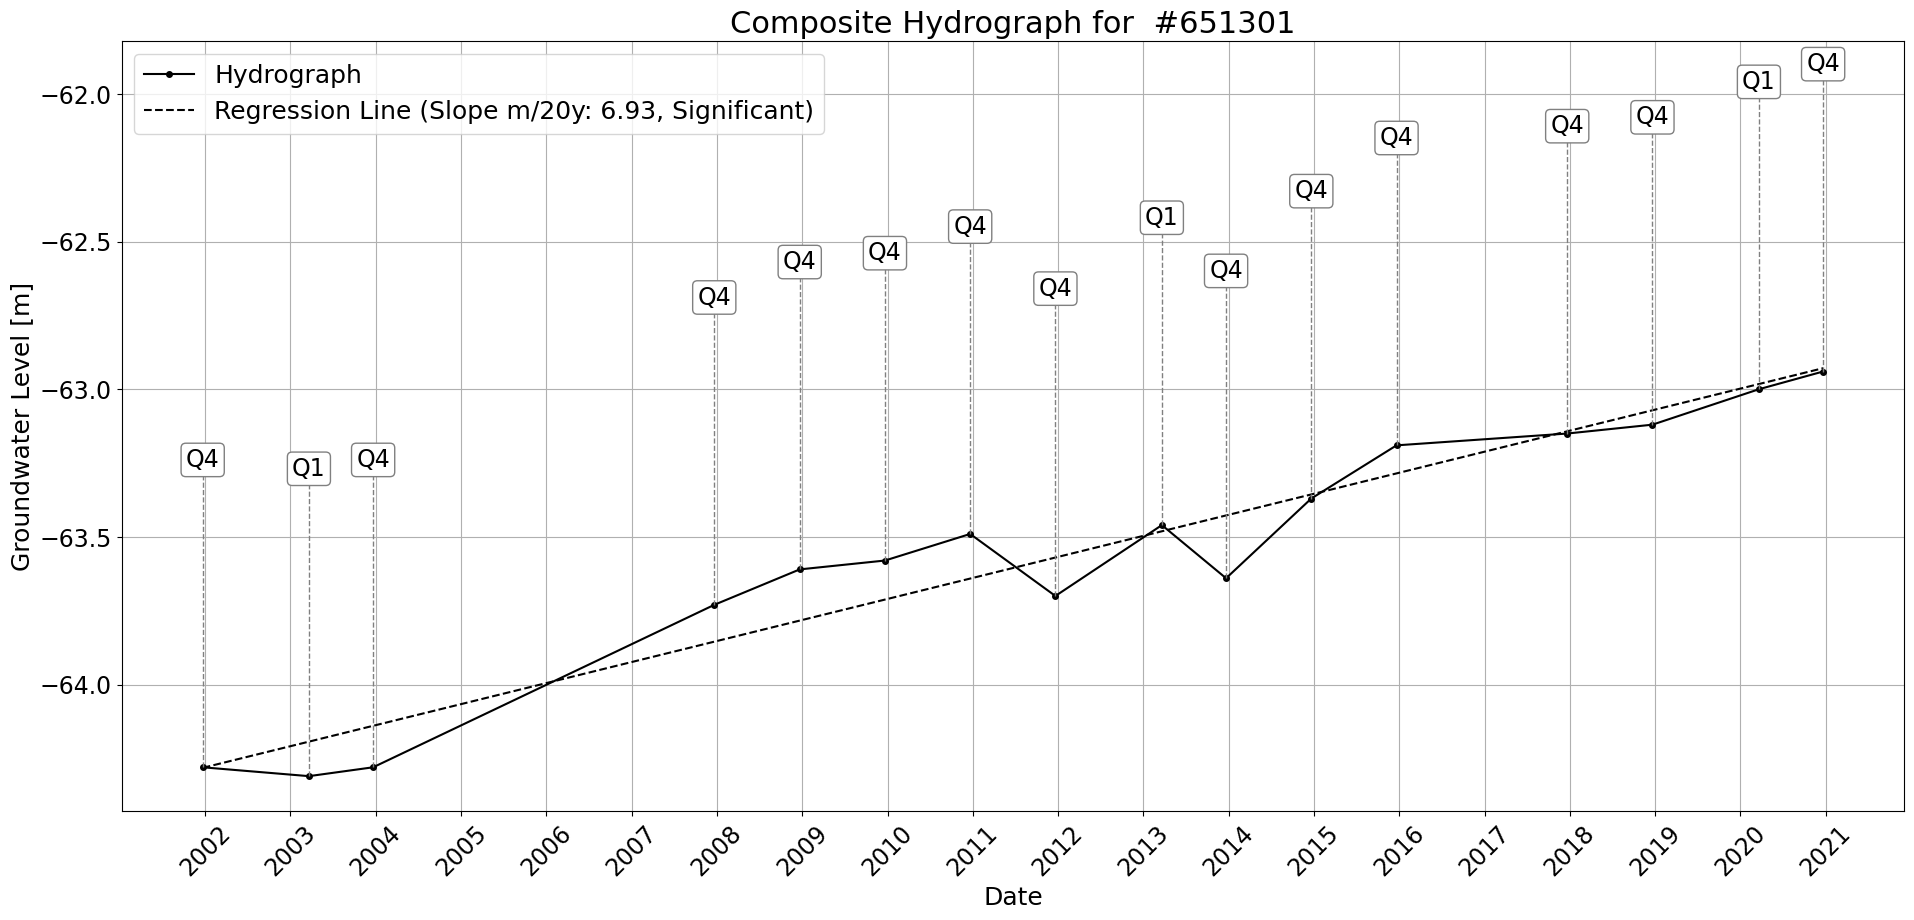 Composite Hydrograph for  #651301
Hydrograph
Regression Line (Slope m/20y: 6.93, Significant)
Groundwater Level [m]
−62.0
−62.5
−63.0
−63.5
−64.0
Q4
Q1
Q4
Q4
Q4
Q4
Q4
Q4
Q1
Q4
Q4
Q4
Q4
Q4
Q1
Q4
2002
2003
2004
2005
2006
2007
2008
2009
2010
2011
2012
2013
2014
2015
2016
2017
2018
2019
2020
2021
Date